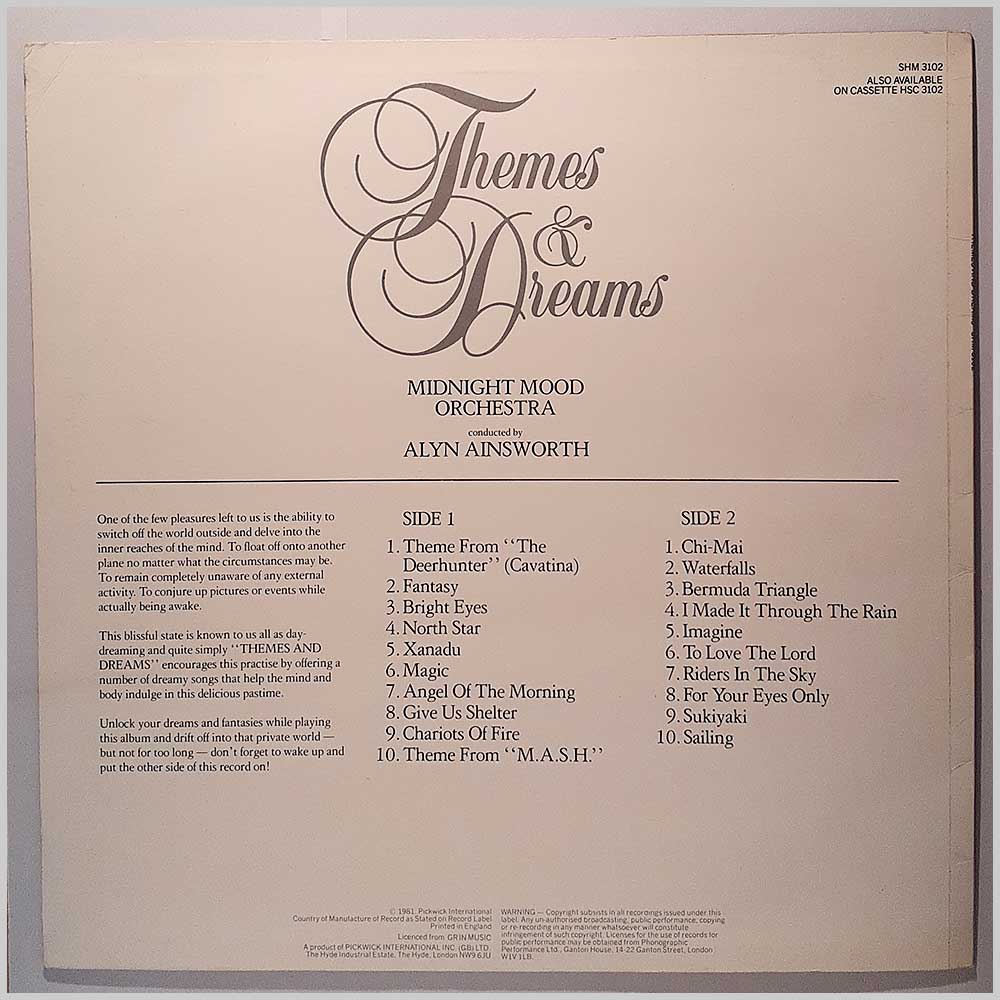 SHM 3102
ALSO AVAILABLE
ON CASSETTE HSC 3102
Themes
&
Dreams
MIDNIGHT MOOD
ORCHESTRA
conducted by
ALYN AINSWORTH
One of the few pleasures left to us is the ability to
switch off the world outside and delve into the
inner reaches of the mind. To float off onto another
plane no matter what the circumstances may be.
To remain completely unaware of any external
activity. To conjure up pictures or events while
actually being awake.
This blissful state is known to us all as day-
dreaming and quite simply “THEMES AND
DREAMS” encourages this practise by offering a
number of dreamy songs that help the mind and
body indulge in this delicious pastime.
Unlock your dreams and fantasies while playing
this album and drift off into that private world —
but not for too long — don't forget to wake up and
put the other side of this record on!
SIDE 1
1. Theme From “The
Deerhunter” (Cavatina)
2. Fantasy
3. Bright Eyes
4. North Star
5. Xanadu
6. Magic
7. Angel Of The Morning
8. Give Us Shelter
9. Chariots Of Fire
10. Theme From “M.A.S.H.”
SIDE 2
1. Chi-Mai
2. Waterfalls
3. Bermuda Triangle
4. I Made It Through The Rain
5. Imagine
6. To Love The Lord
7. Riders In The Sky
8. For Your Eyes Only
9. Sukiyaki
10. Sailing
© 1981. Pickwick International
Country of Manufacture of Record as Stated on Record Label
Printed in England
Licenced from GRIN MUSIC
A product of PICKWICK INTERNATIONAL INC. (GB) LTD.
The Hyde Industrial Estate, The Hyde, London NW9 6JU
WARNING — Copyright subsists in all recordings issued under this
label. Any un-authorised broadcasting, public performance, copying
or re-recording in any manner whatsoever will constitute
infringement of such copyright. Licenses for the use of records for
public performance may be obtained from Phonographic
Performance Ltd., Ganton House, 14-22 Ganton Street, London
W1V 1LB.